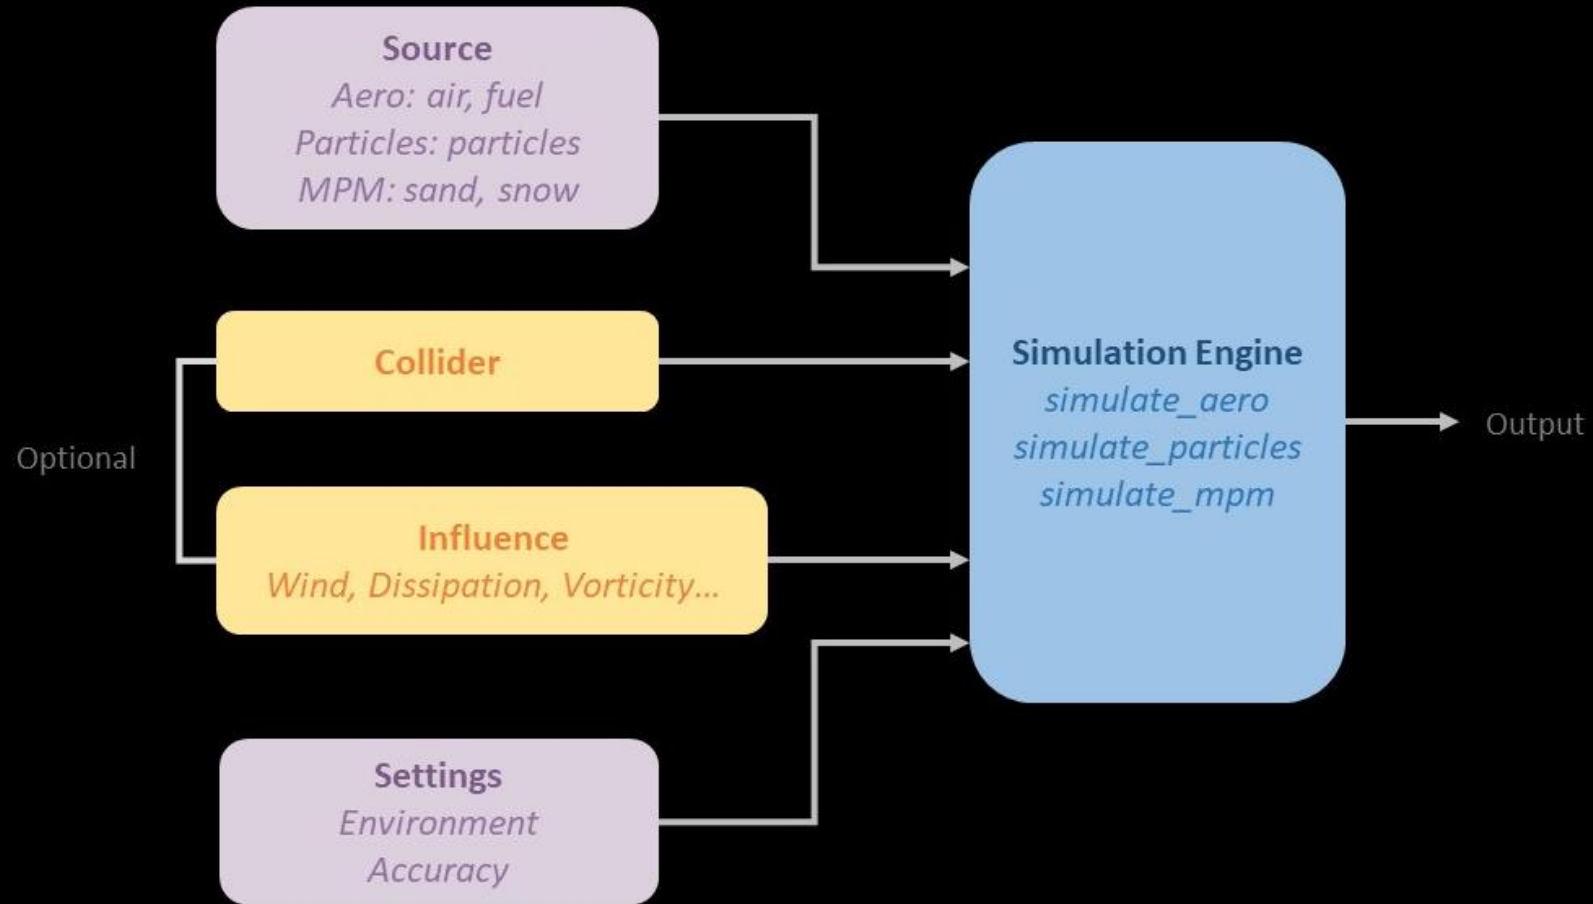 Source
Aero: air, fuel
Particles: particles
MPM: sand, snow
Collider
Optional
Influence
Wind, Dissipation, Vorticity...
Settings
Environment
Accuracy
Simulation Engine
simulate_aero
simulate_particles
simulate_mpm
Output